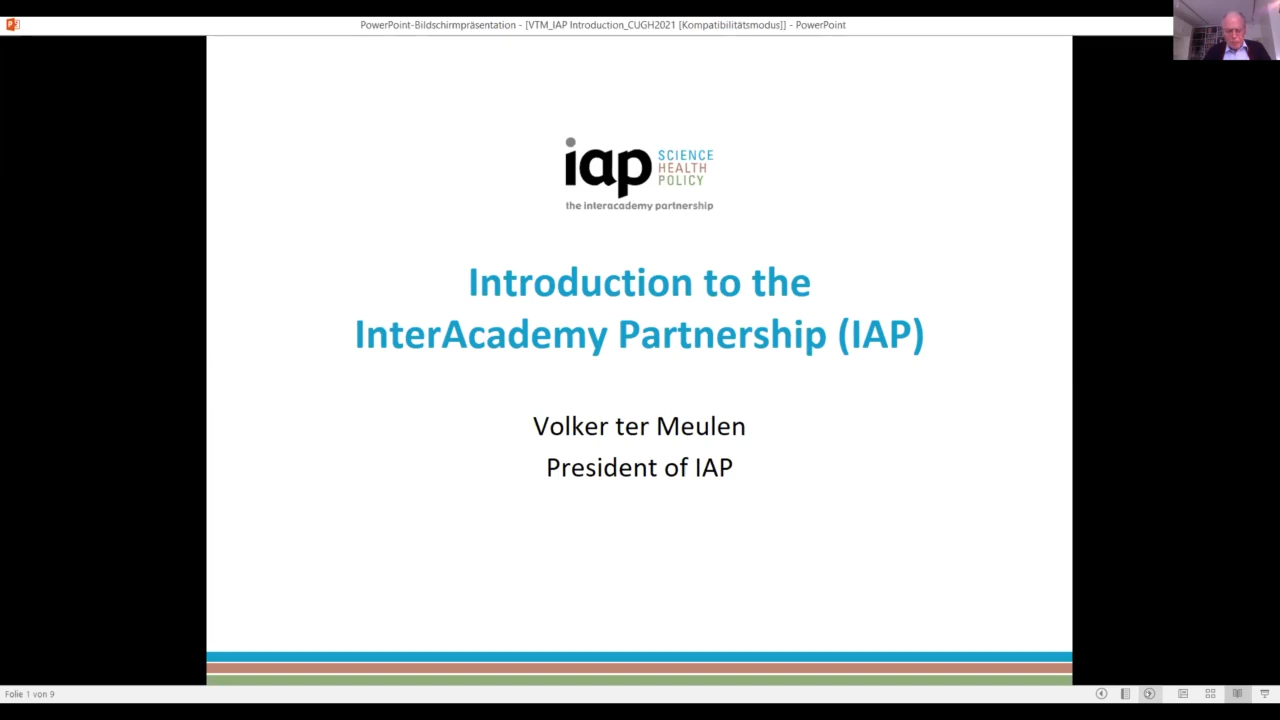 PowerPoint-Bildschirmpräsentation - [VTM_IAP Introduction_CUGH2021 [Kompatibilitätsmodus]] - PowerPoint
iap
SCIENCE
HEALTH
POLICY
the interacademy partnership
Introduction to the
InterAcademy Partnership (IAP)
Volker ter Meulen
President of IAP
Folie 1 von 9